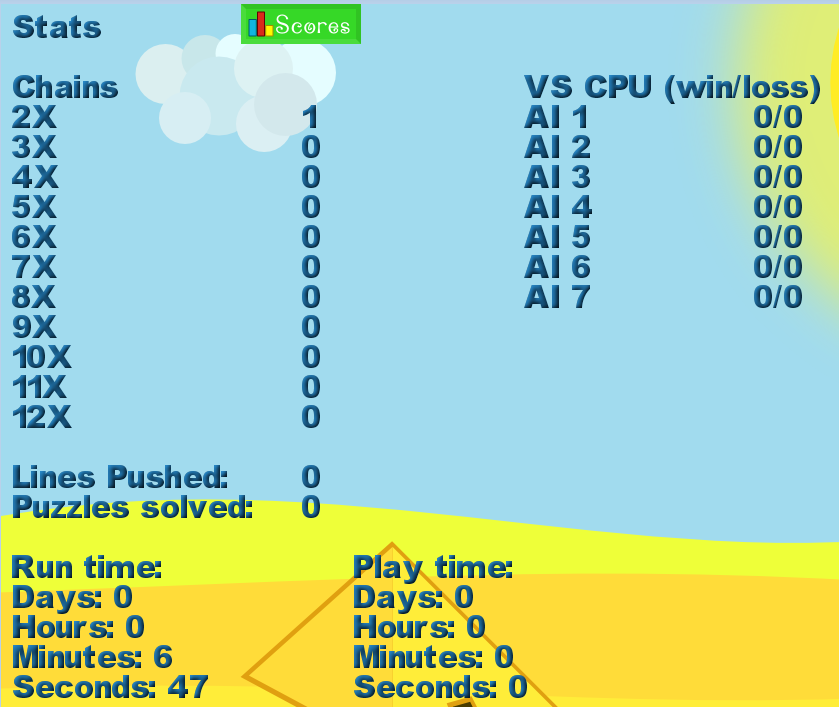 Stats
Scores
Chains
2X 1
3X 0
4X 0
5X 0
6X 0
7X 0
8X 0
9X 0
10X 0
11X 0
12X 0
VS CPU (win/loss)
AI 1 0/0
AI 2 0/0
AI 3 0/0
AI 4 0/0
AI 5 0/0
AI 6 0/0
AI 7 0/0
Lines Pushed: 0
Puzzles solved: 0
Run time:
Days: 0
Hours: 0
Minutes: 6
Seconds: 47
Play time:
Days: 0
Hours: 0
Minutes: 0
Seconds: 0